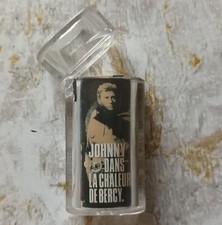 JOHNNY
DANS
LA CHALEUR
DE BERCY.